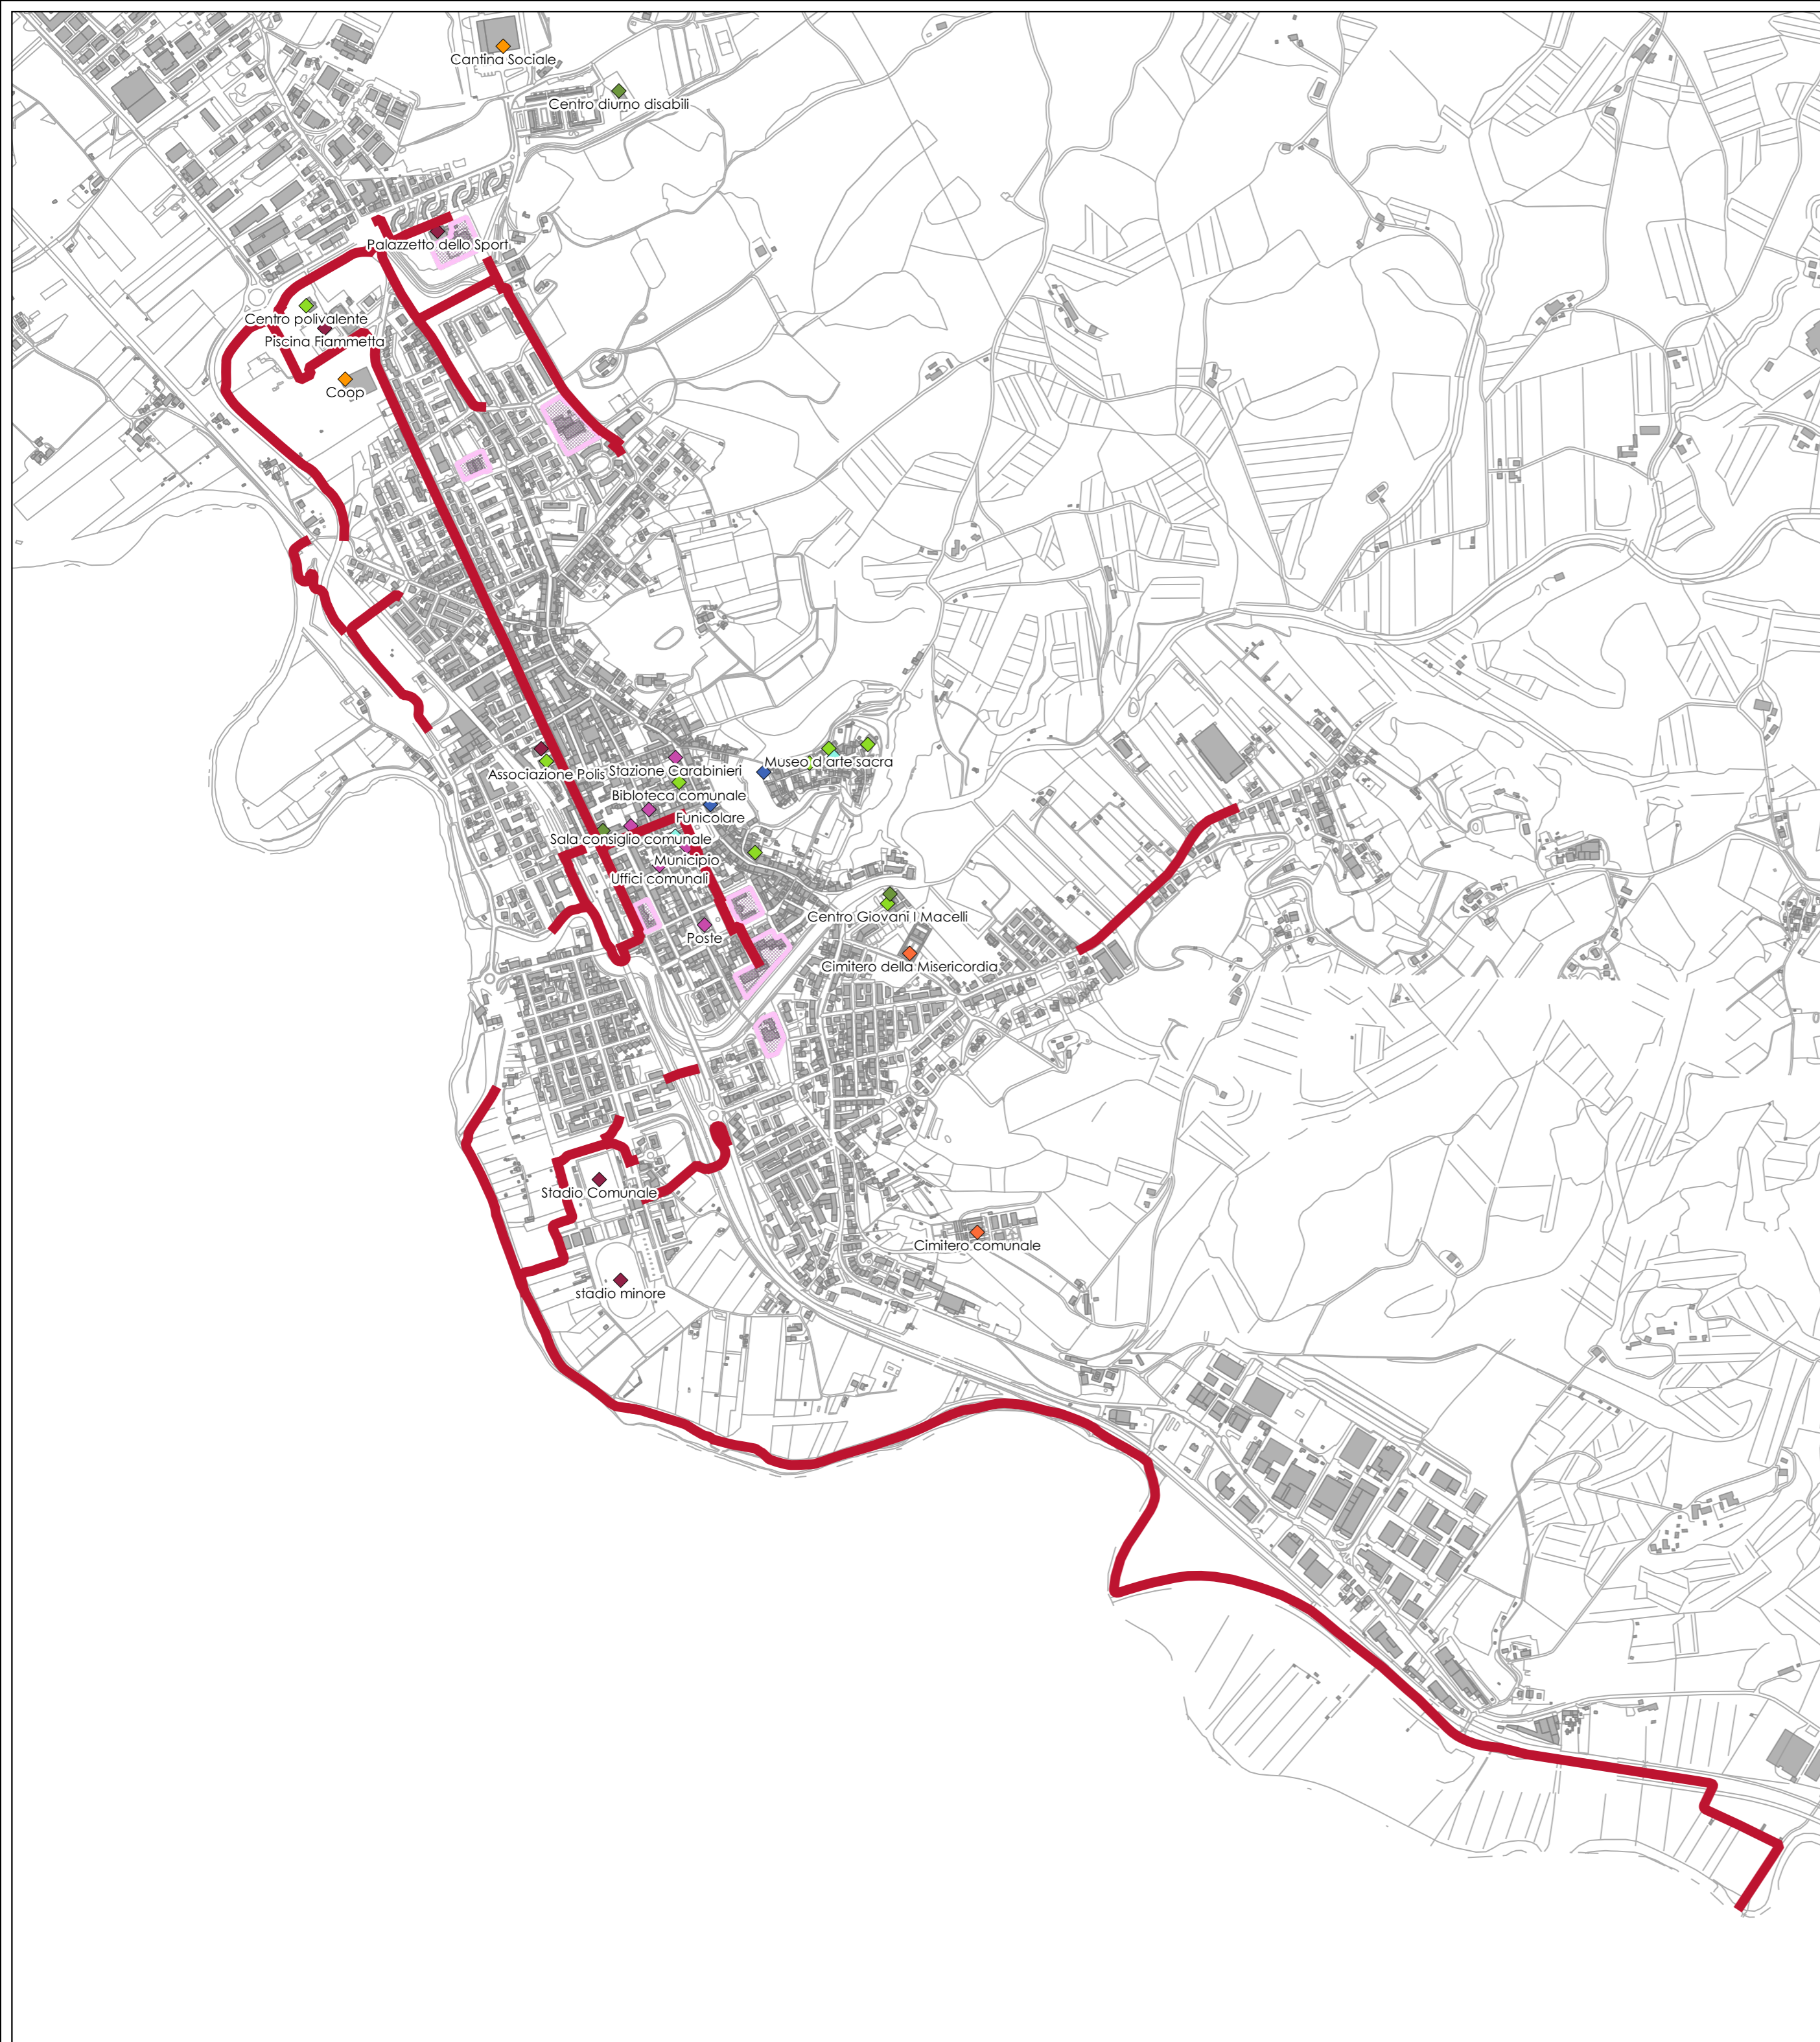 Cantina Sociale
Centro diurno disabili
Palazzetto dello Sport
Centro polivalente
Piscina Fiammetta
Coop
Museo d'arte sacra
Stazione Carabinieri
Associazione Polis
Bibloteca comunale
Funicolare
Sala consiglio comunale
Municipio
Uffici comunali
Centro Giovani I Macelli
Poste
Cimitero della Misericordia
Stadio Comunale
Cimitero comunale
stadio minore